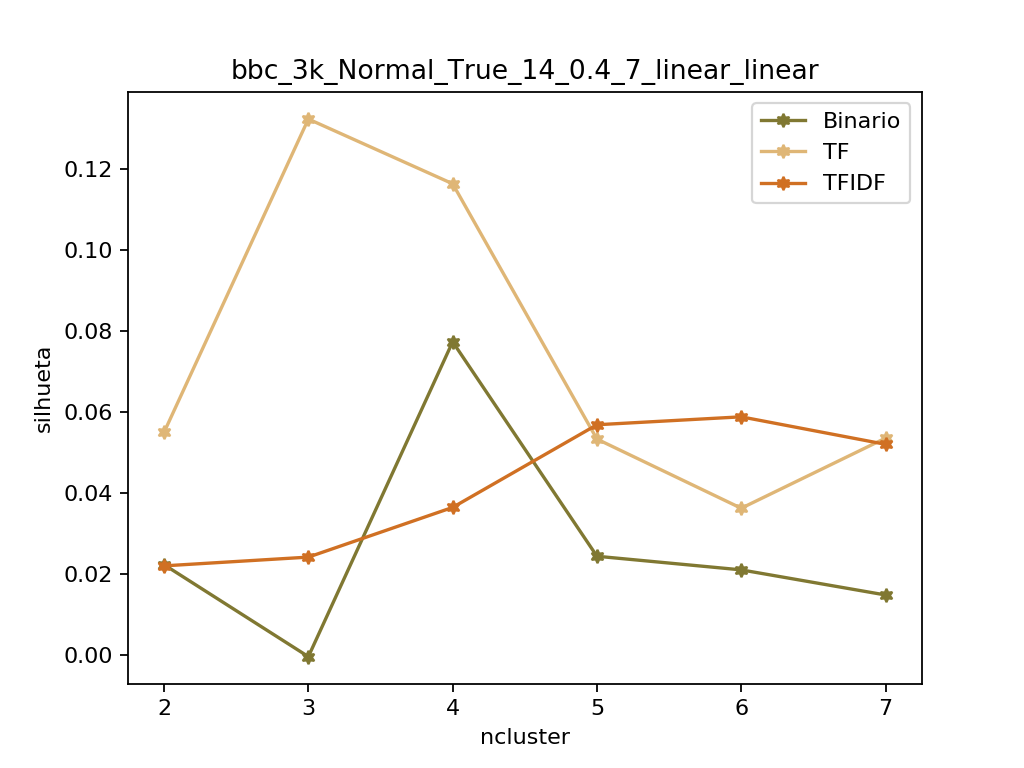 bbc_3k_Normal_True_14_0.4_7_linear_linear
Binario
TF
TFIDF
silhueta
0.12
0.10
0.08
0.06
0.04
0.02
0.00
2 3 4 5 6 7
ncluster